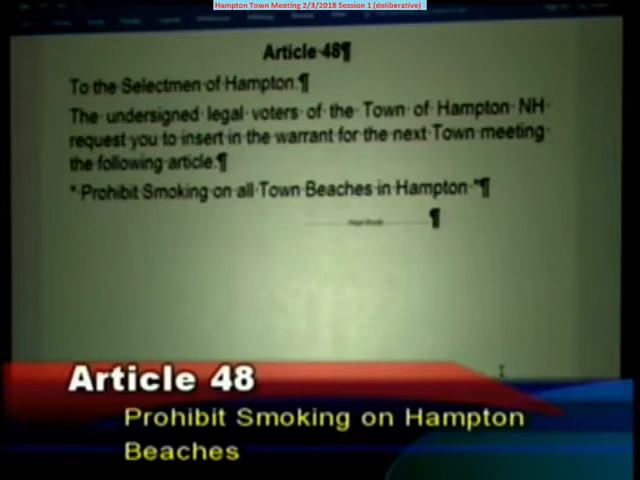 Hampton Town Meeting 2/3/2018 Session 1 (deliberative)
Article 48¶
To the Selectmen of Hampton.¶
The undersigned legal voters of the Town of Hampton NH
request you to insert in the warrant for the next Town meeting
the following article.¶
" Prohibit Smoking on all Town Beaches in Hampton "¶
¶
Article 48
Prohibit Smoking on Hampton
Beaches